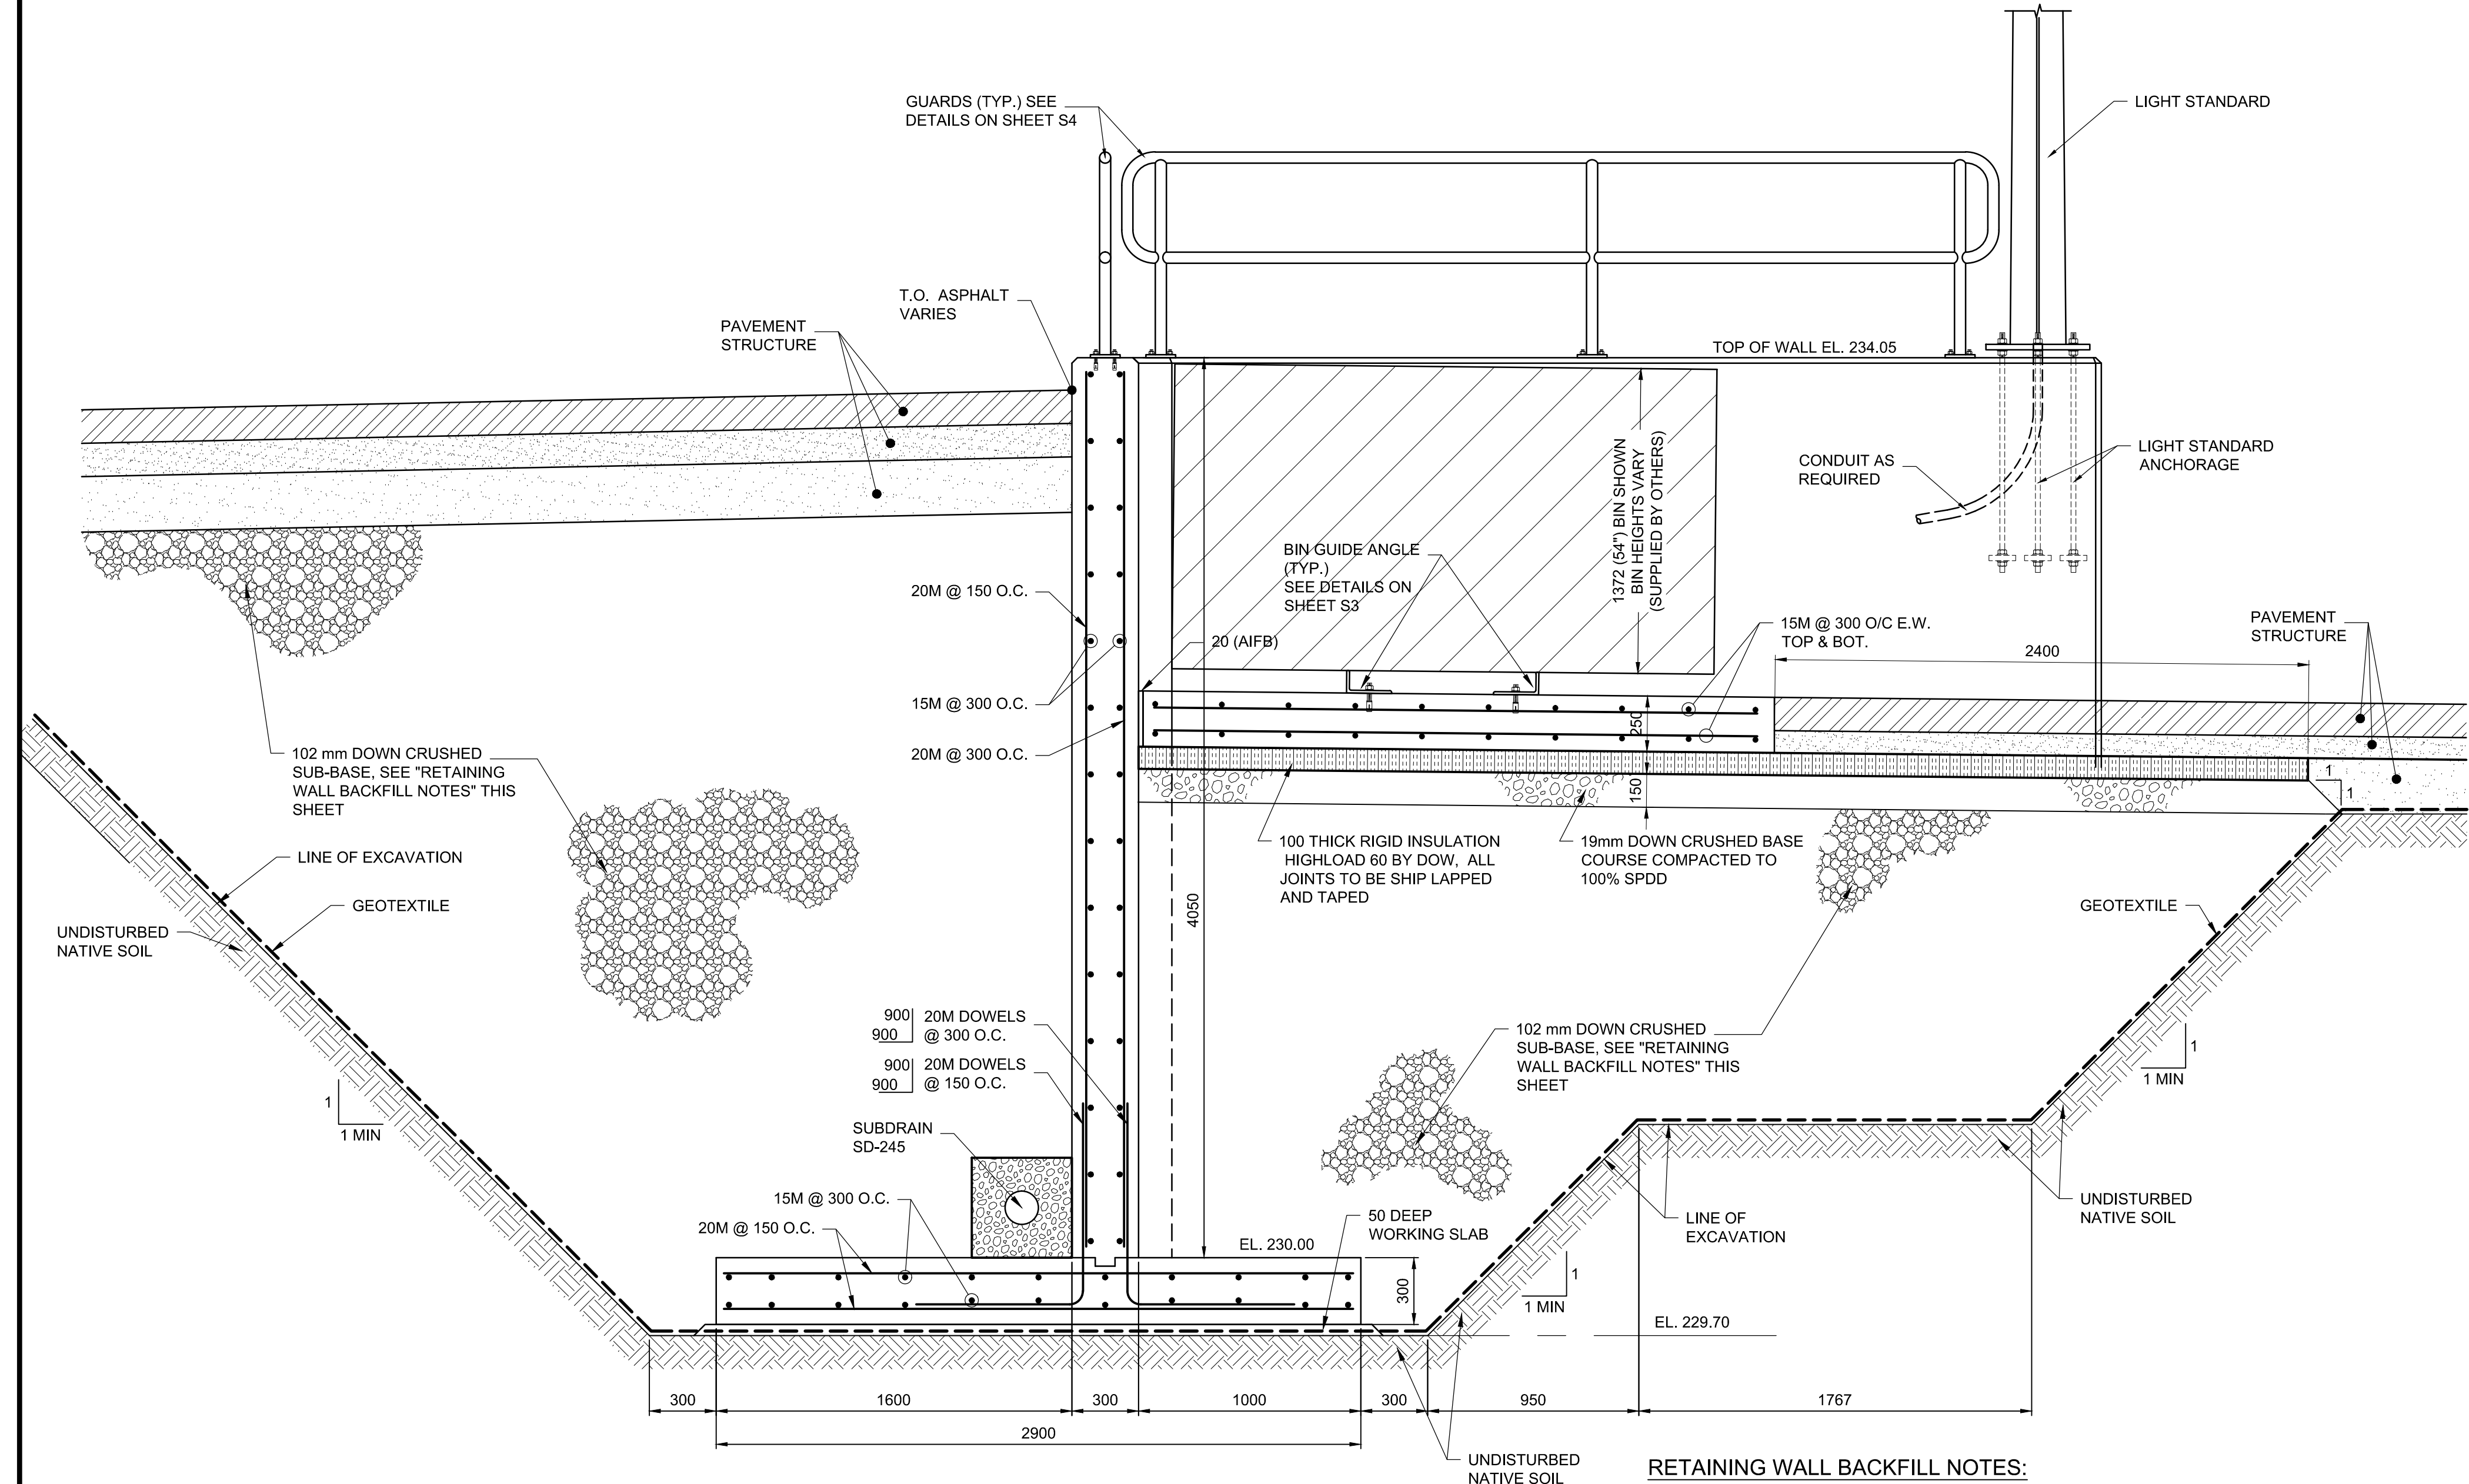 GUARDS (TYP.) SEE
DETAILS ON SHEET S4
LIGHT STANDARD
T.O. ASPHALT
VARIES
PAVEMENT
STRUCTURE
TOP OF WALL EL. 234.05
1372 (54") BIN SHOWN
BIN HEIGHTS VARY
(SUPPLIED BY OTHERS)
CONDUIT AS
REQUIRED
LIGHT STANDARD
ANCHORAGE
BIN GUIDE ANGLE
(TYP.)
SEE DETAILS ON
SHEET S3
20M @ 150 O.C.
20 (AIFB)
15M @ 300 O/C E.W.
TOP & BOT.
PAVEMENT
STRUCTURE
2400
15M @ 300 O.C.
250
20M @ 300 O.C.
102 mm DOWN CRUSHED
SUB-BASE, SEE "RETAINING
WALL BACKFILL NOTES" THIS
SHEET
150
1
1
100 THICK RIGID INSULATION
HIGHLOAD 60 BY DOW, ALL
JOINTS TO BE SHIP LAPPED
AND TAPED
19mm DOWN CRUSHED BASE
COURSE COMPACTED TO
100% SPDD
LINE OF EXCAVATION
GEOTEXTILE
4050
GEOTEXTILE
UNDISTURBED
NATIVE SOIL
900
900
20M DOWELS
@ 300 O.C.
900
900
20M DOWELS
@ 150 O.C.
102 mm DOWN CRUSHED
SUB-BASE, SEE "RETAINING
WALL BACKFILL NOTES" THIS
SHEET
1
1 MIN
1
1 MIN
SUBDRAIN
SD-245
15M @ 300 O.C.
20M @ 150 O.C.
50 DEEP
WORKING SLAB
EL. 230.00
LINE OF
EXCAVATION
UNDISTURBED
NATIVE SOIL
300
1
1 MIN
EL. 229.70
300
1600
300
1000
300
950
1767
2900
UNDISTURBED
NATIVE SOIL
RETAINING WALL BACKFILL NOTES: